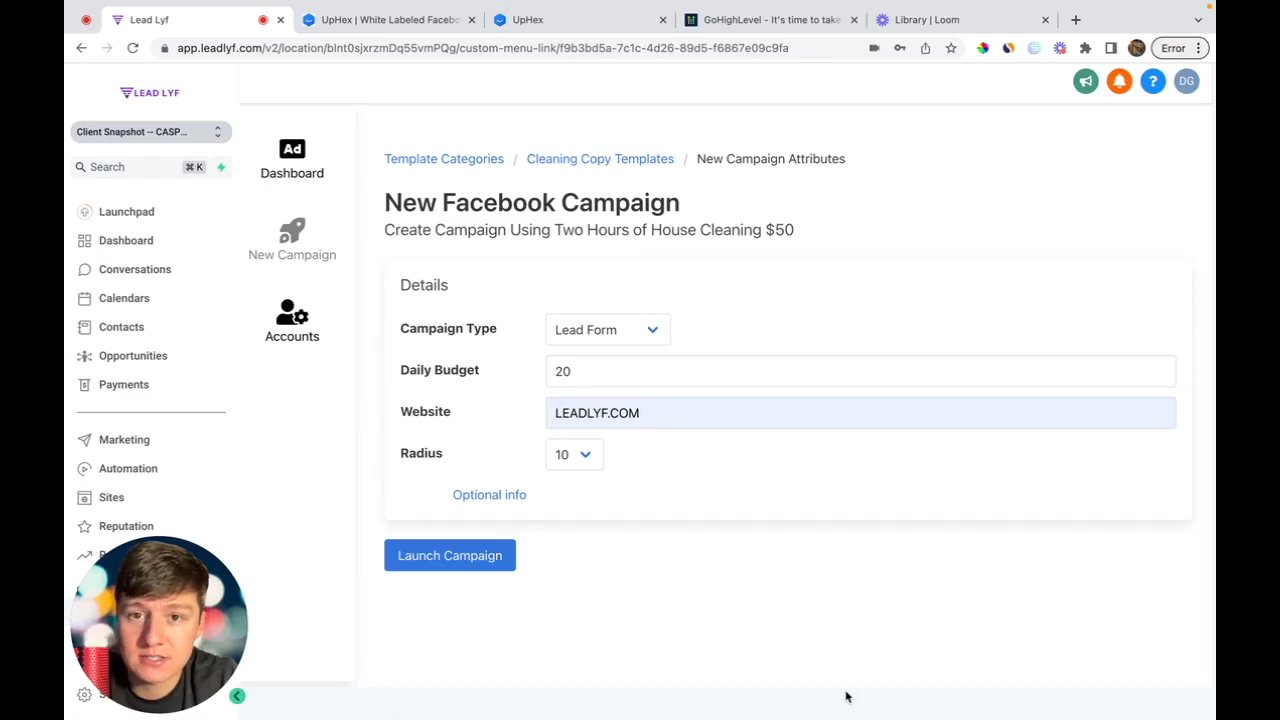 Lead Lyf
UpHex | White Labeled Facebo
UpHex
GoHighLevel - It's time to take
Library | Loom
app.leadlyf.com/v2/location/bInt0sjxrzmDq55vmPQg/custom-menu-link/f9b3bd5a-7c1c-4d26-89d5-f6867e09c9fa
Error
LEAD LYF
DG
Client Snapshot -- CASP...
Search
⌘ K
Launchpad
Dashboard
Conversations
Calendars
Contacts
Opportunities
Payments
Marketing
Automation
Sites
Reputation
Ad
Dashboard
New Campaign
Accounts
Template Categories / Cleaning Copy Templates / New Campaign Attributes
New Facebook Campaign
Create Campaign Using Two Hours of House Cleaning $50
Details
Campaign Type
Lead Form
Daily Budget
20
Website
LEADLYF.COM
Radius
10
Optional info
Launch Campaign